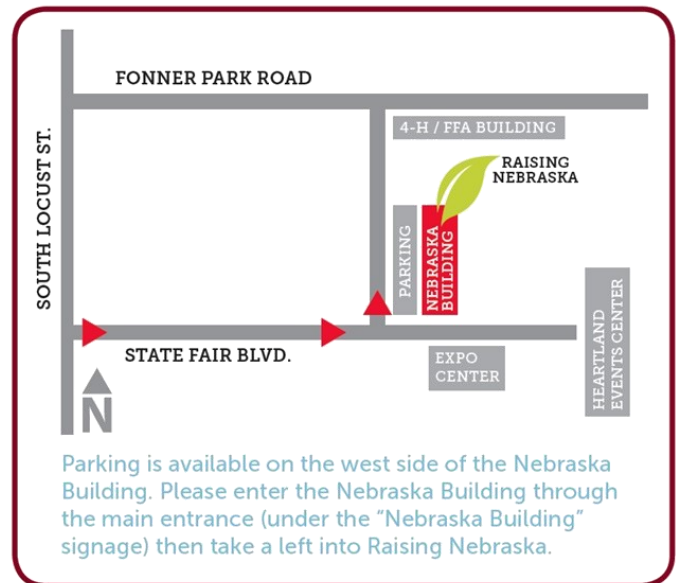 FONNER PARK ROAD
4-H / FFA BUILDING
RAISING
NEBRASKA
SOUTH LOCUST ST.
PARKING
NEBRASKA
BUILDING
STATE FAIR BLVD.
EXPO
CENTER
HEARTLAND
EVENTS CENTER
N
Parking is available on the west side of the Nebraska
Building. Please enter the Nebraska Building through
the main entrance (under the “Nebraska Building”
signage) then take a left into Raising Nebraska.